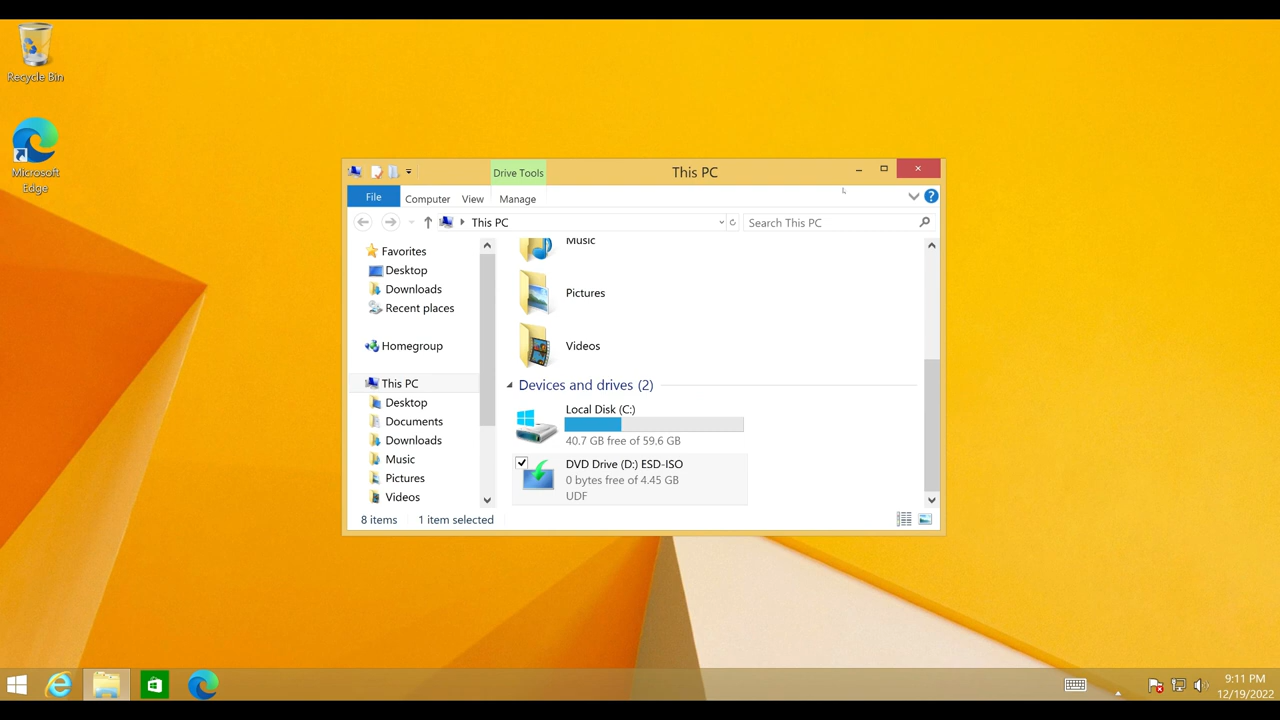 Recycle Bin
Microsoft
Edge
Drive Tools
This PC
File
Computer
View
Manage
This PC
Search This PC
Favorites
Desktop
Downloads
Recent places
Homegroup
This PC
Desktop
Documents
Downloads
Music
Pictures
Videos
Music
Pictures
Videos
Devices and drives (2)
Local Disk (C:)
40.7 GB free of 59.6 GB
DVD Drive (D:) ESD-ISO
0 bytes free of 4.45 GB
UDF
8 items
1 item selected
9:11 PM
12/19/2022